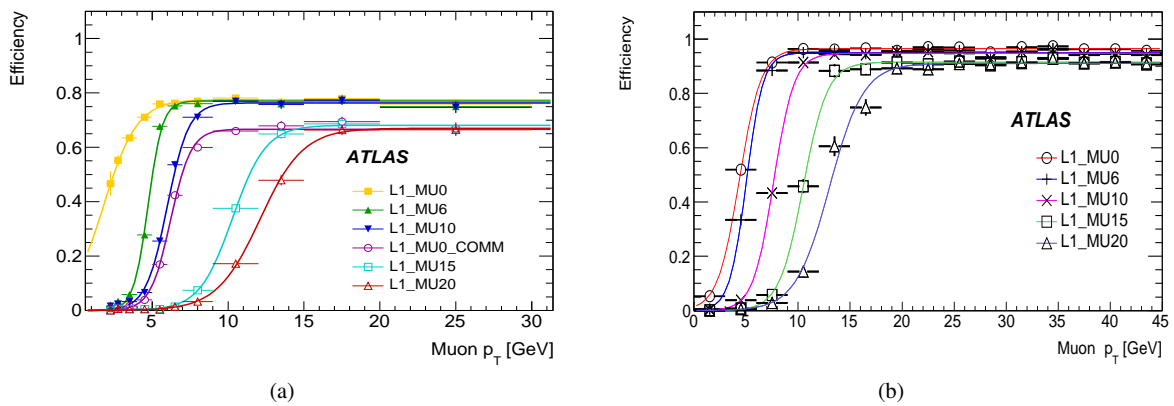 Efficiency
1
0.8
0.6
0.4
0.2
0
5
10
15
20
25
30
Muon p_T [GeV]
ATLAS
L1_MU0
L1_MU6
L1_MU10
L1_MU0_COMM
L1_MU15
L1_MU20
(a)
Efficiency
1
0.8
0.6
0.4
0.2
0
0
5
10
15
20
25
30
35
40
45
Muon p_T [GeV]
ATLAS
L1_MU0
L1_MU6
L1_MU10
L1_MU15
L1_MU20
(b)